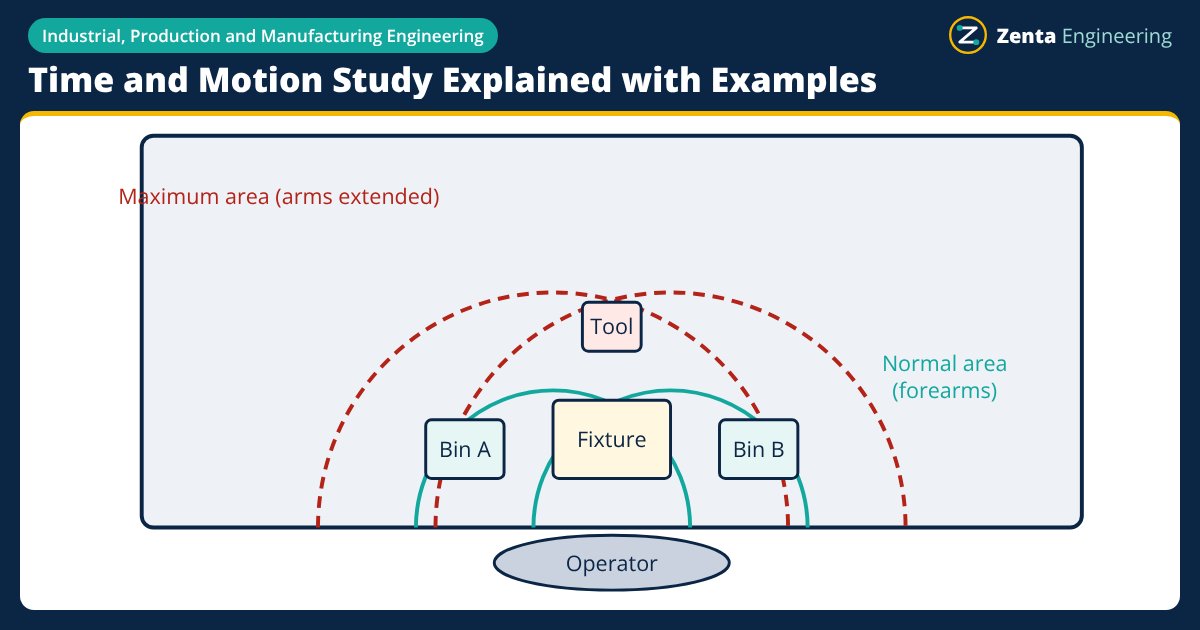 Industrial, Production and Manufacturing Engineering
Zenta Engineering
Time and Motion Study Explained with Examples
Maximum area (arms extended)
Tool
Normal area
(forearms)
Bin A
Fixture
Bin B
Operator